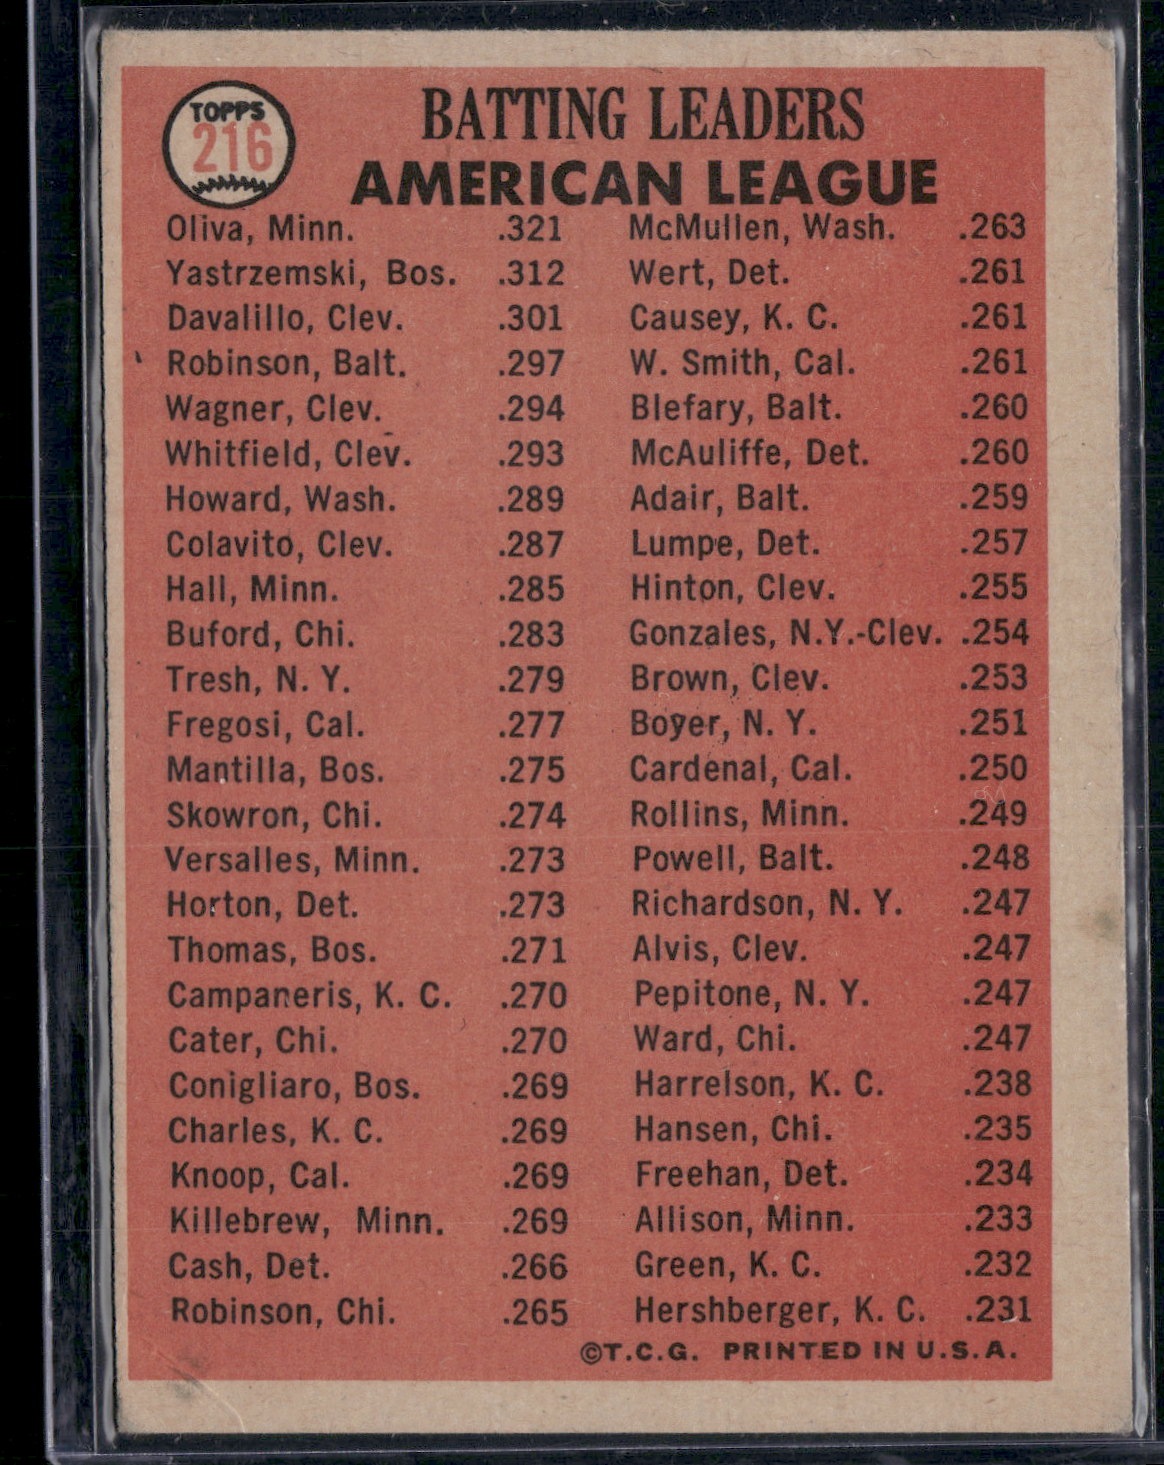 TOPPS
216
BATTING LEADERS
AMERICAN LEAGUE
Oliva, Minn. .321
Yastrzemski, Bos. .312
Davalillo, Clev. .301
Robinson, Balt. .297
Wagner, Clev. .294
Whitfield, Clev. .293
Howard, Wash. .289
Colavito, Clev. .287
Hall, Minn. .285
Buford, Chi. .283
Tresh, N. Y. .279
Fregosi, Cal. .277
Mantilla, Bos. .275
Skowron, Chi. .274
Versalles, Minn. .273
Horton, Det. .273
Thomas, Bos. .271
Campaneris, K. C. .270
Cater, Chi. .270
Conigliaro, Bos. .269
Charles, K. C. .269
Knoop, Cal. .269
Killebrew, Minn. .269
Cash, Det. .266
Robinson, Chi. .265
McMullen, Wash. .263
Wert, Det. .261
Causey, K. C. .261
W. Smith, Cal. .261
Blefary, Balt. .260
McAuliffe, Det. .260
Adair, Balt. .259
Lumpe, Det. .257
Hinton, Clev. .255
Gonzales, N.Y.-Clev. .254
Brown, Clev. .253
Boyer, N. Y. .251
Cardenal, Cal. .250
Rollins, Minn. .249
Powell, Balt. .248
Richardson, N. Y. .247
Alvis, Clev. .247
Pepitone, N. Y. .247
Ward, Chi. .247
Harrelson, K. C. .238
Hansen, Chi. .235
Freehan, Det. .234
Allison, Minn. .233
Green, K. C. .232
Hershberger, K. C. .231
©T.C.G. PRINTED IN U.S.A.